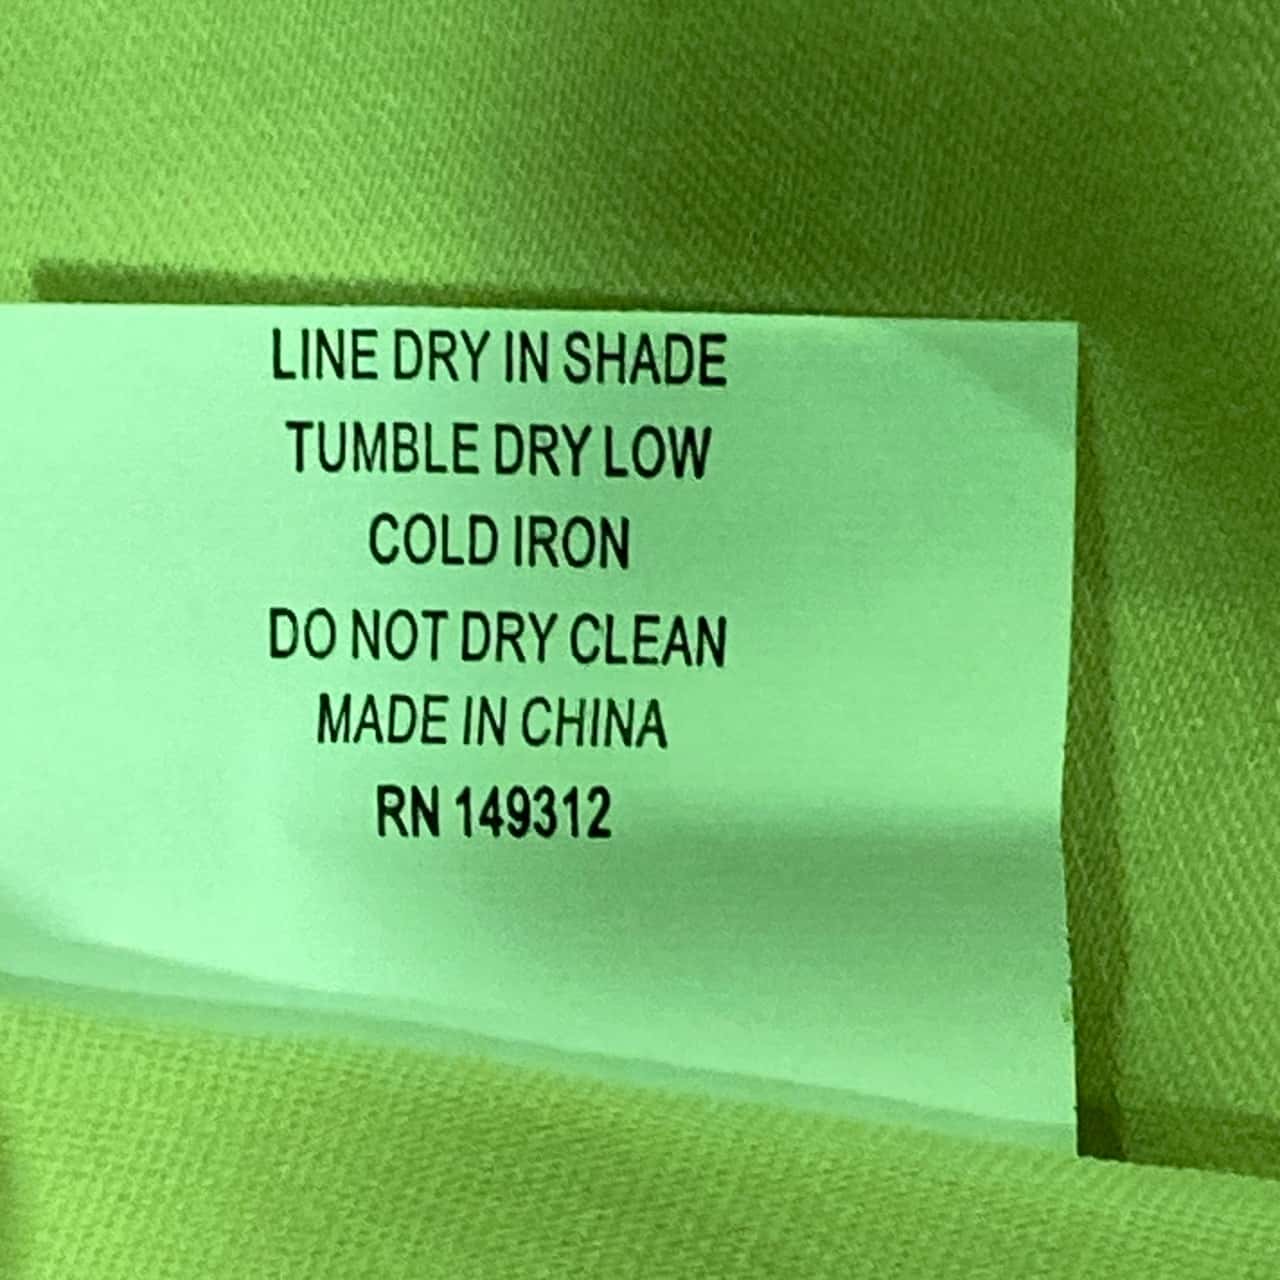 LINE DRY IN SHADE
TUMBLE DRY LOW
COLD IRON
DO NOT DRY CLEAN
MADE IN CHINA
RN 149312